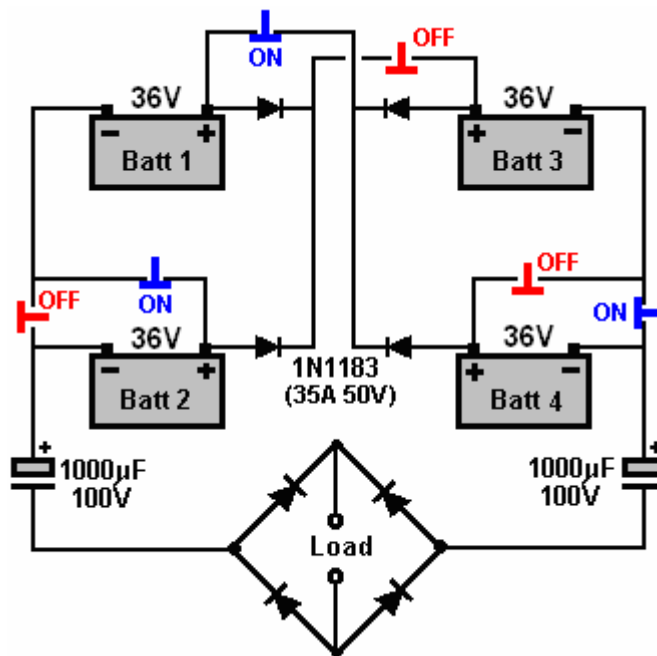 ON
OFF
36V
36V
- +
Batt 1
+ -
Batt 3
OFF
ON
OFF
ON
36V
36V
- +
Batt 2
+ -
Batt 4
1N1183
(35A 50V)
+
1000µF
100V
+
1000µF
100V
Load